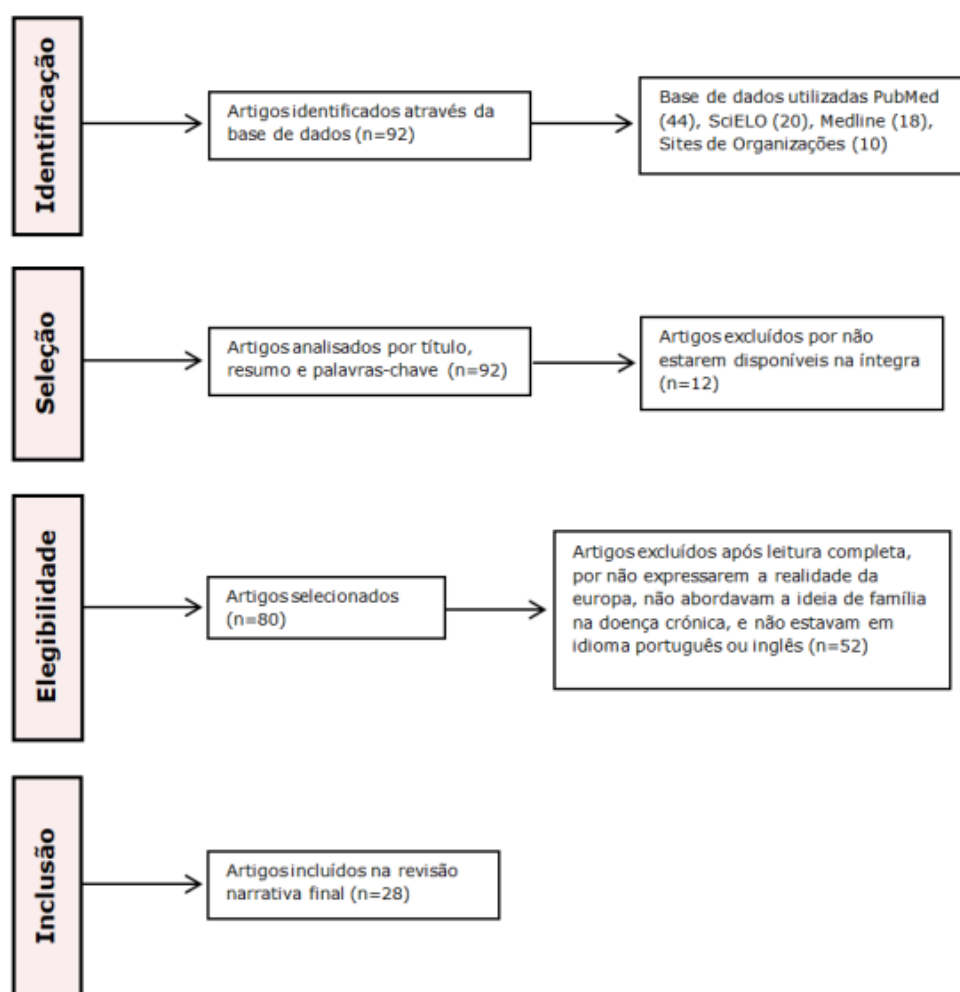 Identificação
Artigos identificados através da
base de dados (n=92)
Base de dados utilizadas PubMed
(44), SciELO (20), Medline (18),
Sites de Organizações (10)
Seleção
Artigos analisados por título,
resumo e palavras-chave (n=92)
Artigos excluídos por não
estarem disponíveis na íntegra
(n=12)
Elegibilidade
Artigos selecionados
(n=80)
Artigos excluídos após leitura completa,
por não expressarem a realidade da
europa, não abordavam a ideia de família
na doença crónica, e não estavam em
idioma português ou inglês (n=52)
Inclusão
Artigos incluídos na revisão
narrativa final (n=28)